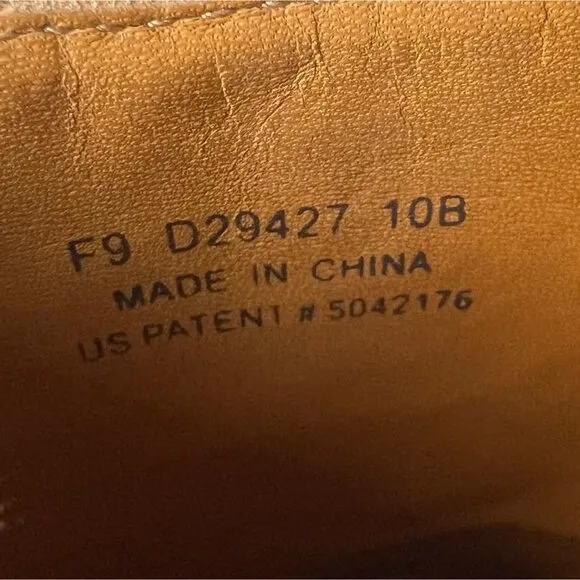 F9 D29427 10B
MADE IN CHINA
US PATENT # 5042176